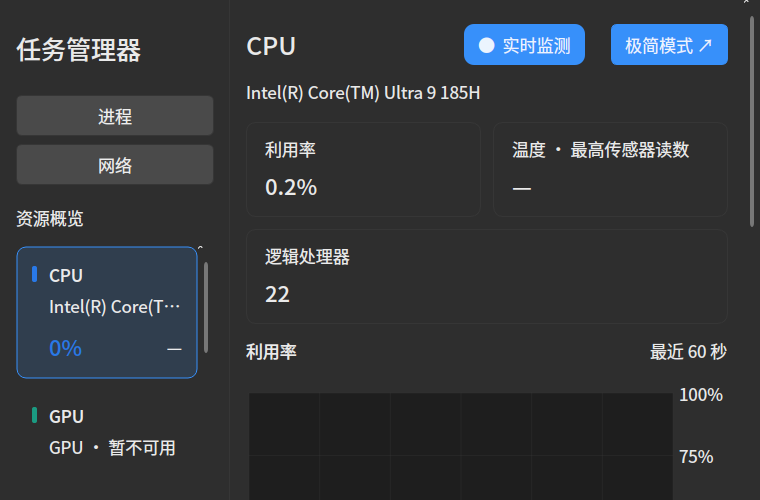 任务管理器
进程
网络
资源概览
CPU
Intel(R) Core(T…
0%
—
GPU
GPU · 暂不可用
CPU
实时监测
极简模式 ↗
Intel(R) Core(TM) Ultra 9 185H
利用率
0.2%
温度 · 最高传感器读数
—
逻辑处理器
22
利用率
最近 60 秒
100%
75%